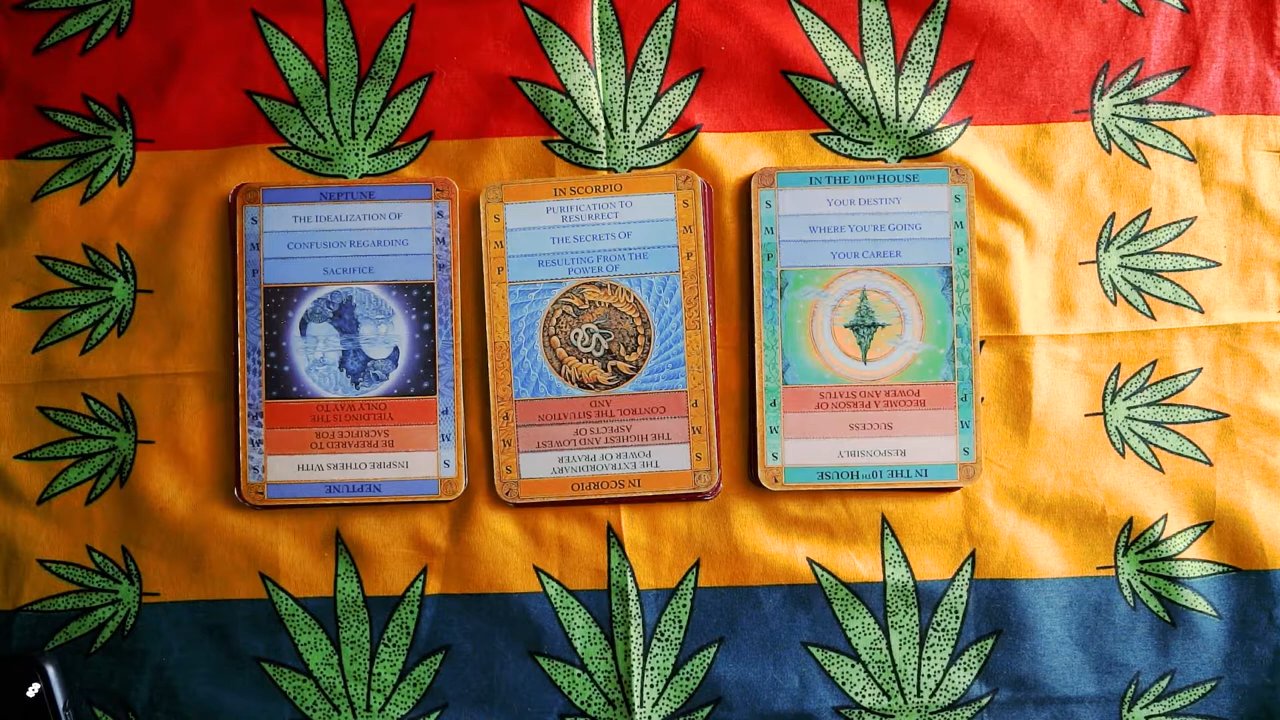 NEPTUNE
S
THE IDEALIZATION OF
S
M
CONFUSION REGARDING
M
P
SACRIFICE
P
P
YIELDING IS THE
ONLY WAY TO
P
M
BE PREPARED TO
SACRIFICE FOR
M
S
INSPIRE OTHERS WITH
S
NEPTUNE
IN SCORPIO
S
PURIFICATION TO
RESURRECT
S
M
THE SECRETS OF
M
P
RESULTING FROM THE
POWER OF
P
P
CONTROL THE SITUATION
AND
P
M
THE HIGHEST AND LOWEST
ASPECTS OF
M
S
THE EXTRAORDINARY
POWER OF PRAYER
S
IN SCORPIO
IN THE 10TH HOUSE
S
YOUR DESTINY
S
M
WHERE YOU'RE GOING
M
P
YOUR CAREER
P
P
BECOME A PERSON OF
POWER AND STATUS
P
M
SUCCESS
M
S
RESPONSIBLY
S
IN THE 10TH HOUSE